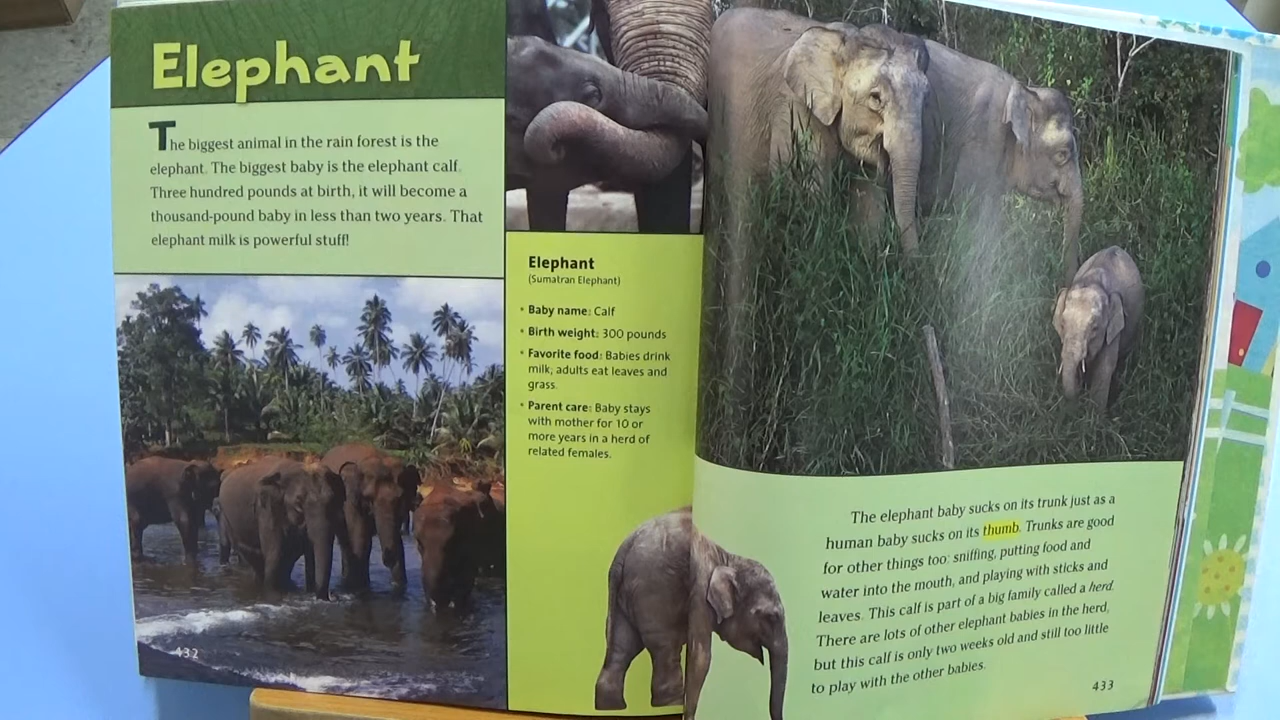 Elephant
The biggest animal in the rain forest is the
elephant. The biggest baby is the elephant calf.
Three hundred pounds at birth, it will become a
thousand-pound baby in less than two years. That
elephant milk is powerful stuff!
432
Elephant
(Sumatran Elephant)
• Baby name: Calf
• Birth weight: 300 pounds
• Favorite food: Babies drink
milk; adults eat leaves and
grass.
• Parent care: Baby stays
with mother for 10 or
more years in a herd of
related females.
The elephant baby sucks on its trunk just as a
human baby sucks on its thumb. Trunks are good
for other things too: sniffing, putting food and
water into the mouth, and playing with sticks and
leaves. This calf is part of a big family called a herd.
There are lots of other elephant babies in the herd,
but this calf is only two weeks old and still too little
to play with the other babies.
433